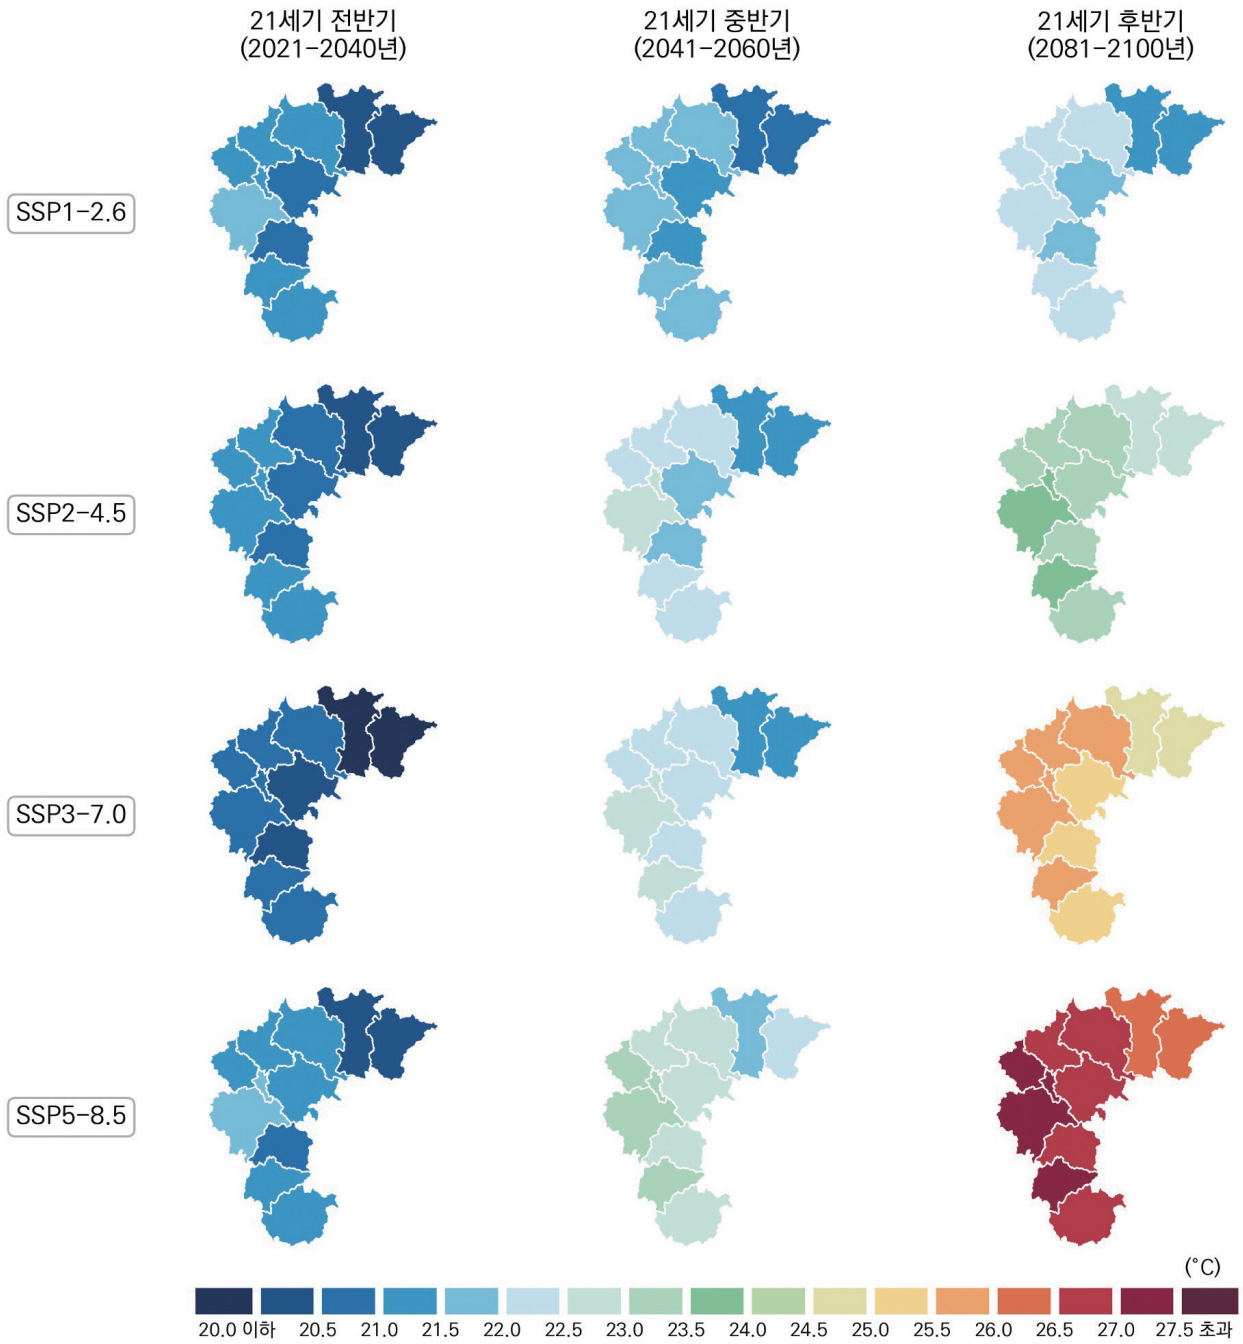 21세기 전반기
(2021-2040년)
21세기 중반기
(2041-2060년)
21세기 후반기
(2081-2100년)
SSP1-2.6
SSP2-4.5
SSP3-7.0
SSP5-8.5
(°C)
20.0 이하 20.5 21.0 21.5 22.0 22.5 23.0 23.5 24.0 24.5 25.0 25.5 26.0 26.5 27.0 27.5 초과